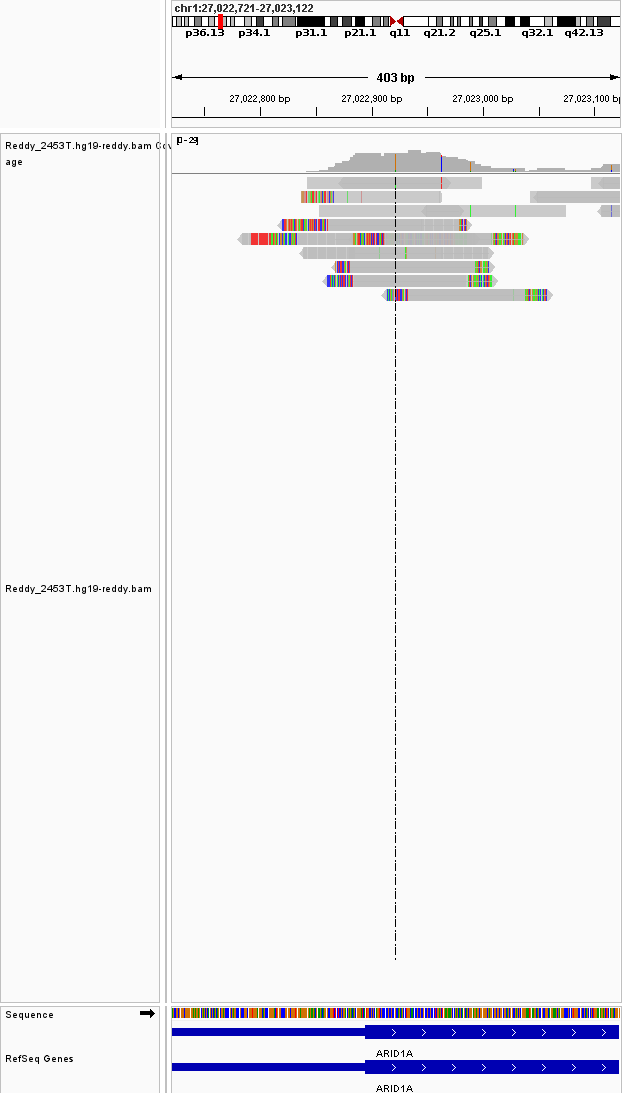 chr1:27,022,721-27,023,122
p36.13 p34.1 p31.1 p21.1 q11 q21.2 q25.1 q32.1 q42.13
403 bp
27,022,800 bp 27,022,900 bp 27,023,000 bp 27,023,100 bp
Reddy_2453T.hg19-reddy.bam Cov
age
[0-29]
Reddy_2453T.hg19-reddy.bam
Sequence
ARID1A
RefSeq Genes
ARID1A